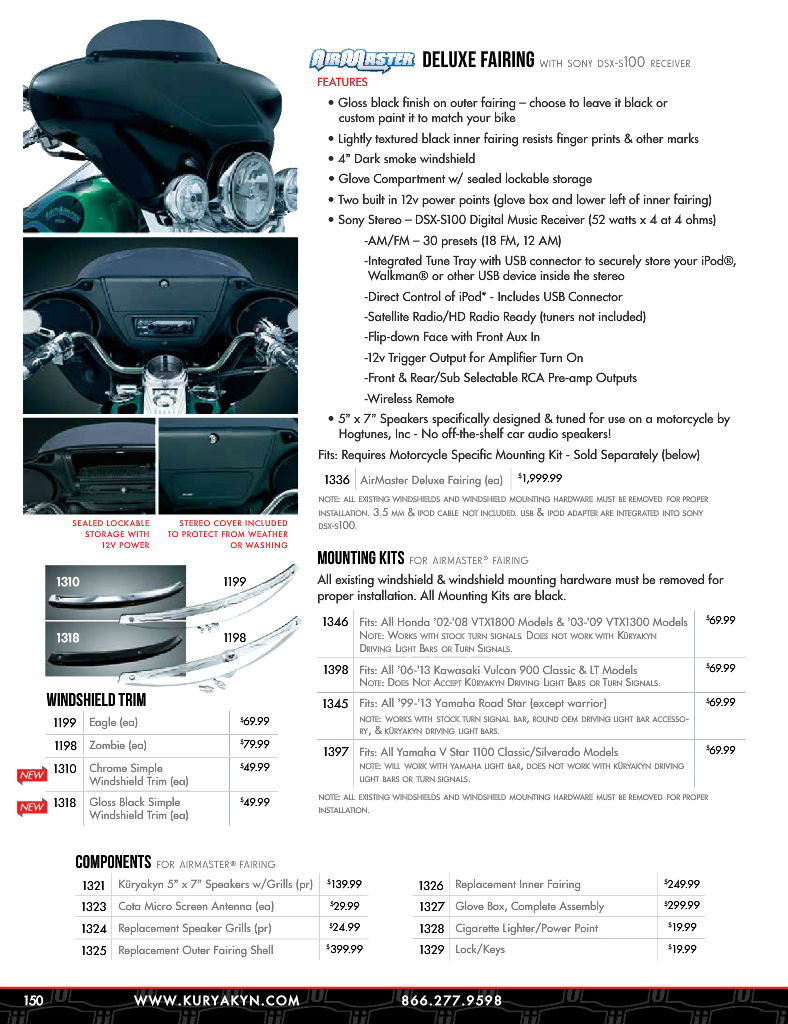 AIRMASTER DELUXE FAIRING WITH SONY DSX-S100 RECEIVER
FEATURES
• Gloss black finish on outer fairing – choose to leave it black or
custom paint it to match your bike
• Lightly textured black inner fairing resists finger prints & other marks
• 4” Dark smoke windshield
• Glove Compartment w/ sealed lockable storage
• Two built in 12v power points (glove box and lower left of inner fairing)
• Sony Stereo – DSX-S100 Digital Music Receiver (52 watts x 4 at 4 ohms)
-AM/FM – 30 presets (18 FM, 12 AM)
-Integrated Tune Tray with USB connector to securely store your iPod®,
Walkman® or other USB device inside the stereo
-Direct Control of iPod* - Includes USB Connector
-Satellite Radio/HD Radio Ready (tuners not included)
-Flip-down Face with Front Aux In
-12v Trigger Output for Amplifier Turn On
-Front & Rear/Sub Selectable RCA Pre-amp Outputs
-Wireless Remote
• 5” x 7” Speakers specifically designed & tuned for use on a motorcycle by
Hogtunes, Inc - No off-the-shelf car audio speakers!
Fits: Requires Motorcycle Specific Mounting Kit - Sold Separately (below)
1336 AirMaster Deluxe Fairing (ea) $1,999.99
NOTE: ALL EXISTING WINDSHIELDS AND WINDSHIELD MOUNTING HARDWARE MUST BE REMOVED FOR PROPER
INSTALLATION. 3.5 MM & IPOD CABLE NOT INCLUDED. USB & IPOD ADAPTER ARE INTEGRATED INTO SONY
DSX-S100.
SEALED LOCKABLE
STORAGE WITH
12V POWER
STEREO COVER INCLUDED
TO PROTECT FROM WEATHER
OR WASHING
MOUNTING KITS FOR AIRMASTER® FAIRING
All existing windshield & windshield mounting hardware must be removed for
proper installation. All Mounting Kits are black.
1346 Fits: All Honda ’02-’08 VTX1800 Models & ’03-’09 VTX1300 Models $69.99
NOTE: WORKS WITH STOCK TURN SIGNALS. DOES NOT WORK WITH KÜRYAKYN
DRIVING LIGHT BARS OR TURN SIGNALS.
1398 Fits: All ’06-’13 Kawasaki Vulcan 900 Classic & LT Models $69.99
NOTE: DOES NOT ACCEPT KÜRYAKYN DRIVING LIGHT BARS OR TURN SIGNALS.
1345 Fits: All ’99-’13 Yamaha Road Star (except warrior) $69.99
NOTE: WORKS WITH STOCK TURN SIGNAL BAR, ROUND OEM DRIVING LIGHT BAR ACCESSO-
RY, & KÜRYAKYN DRIVING LIGHT BARS.
1397 Fits: All Yamaha V Star 1100 Classic/Silverado Models $69.99
NOTE: WILL WORK WITH YAMAHA LIGHT BAR, DOES NOT WORK WITH KÜRYAKYN DRIVING
LIGHT BARS OR TURN SIGNALS.
NOTE: ALL EXISTING WINDSHIELDS AND WINDSHIELD MOUNTING HARDWARE MUST BE REMOVED FOR PROPER
INSTALLATION.
1310 1199
1318 1198
WINDSHIELD TRIM
1199 Eagle (ea) $69.99
1198 Zombie (ea) $79.99
NEW 1310 Chrome Simple $49.99
Windshield Trim (ea)
NEW 1318 Gloss Black Simple $49.99
Windshield Trim (ea)
COMPONENTS FOR AIRMASTER® FAIRING
1321 Küryakyn 5” x 7” Speakers w/Grills (pr) $139.99
1323 Cota Micro Screen Antenna (ea) $29.99
1324 Replacement Speaker Grills (pr) $24.99
1325 Replacement Outer Fairing Shell $399.99
1326 Replacement Inner Fairing $249.99
1327 Glove Box, Complete Assembly $299.99
1328 Cigarette Lighter/Power Point $19.99
1329 Lock/Keys $19.99
150 WWW.KURYAKYN.COM 866.277.9598